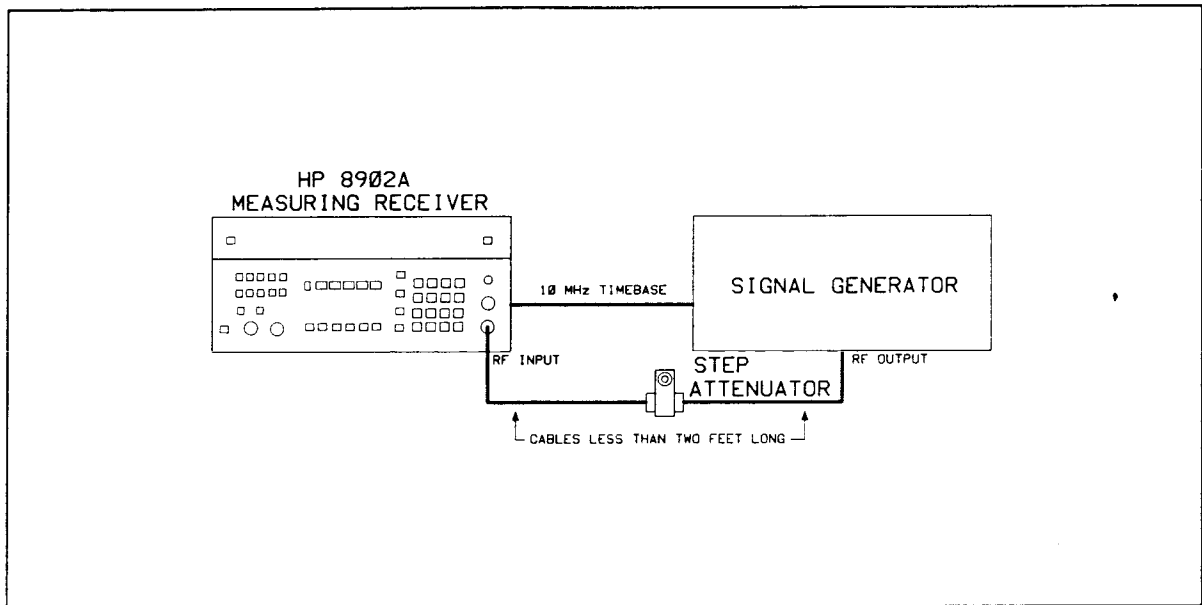 HP 8902A
MEASURING RECEIVER
10 MHz TIMEBASE
SIGNAL GENERATOR
RF INPUT
STEP
ATTENUATOR
RF OUTPUT
CABLES LESS THAN TWO FEET LONG